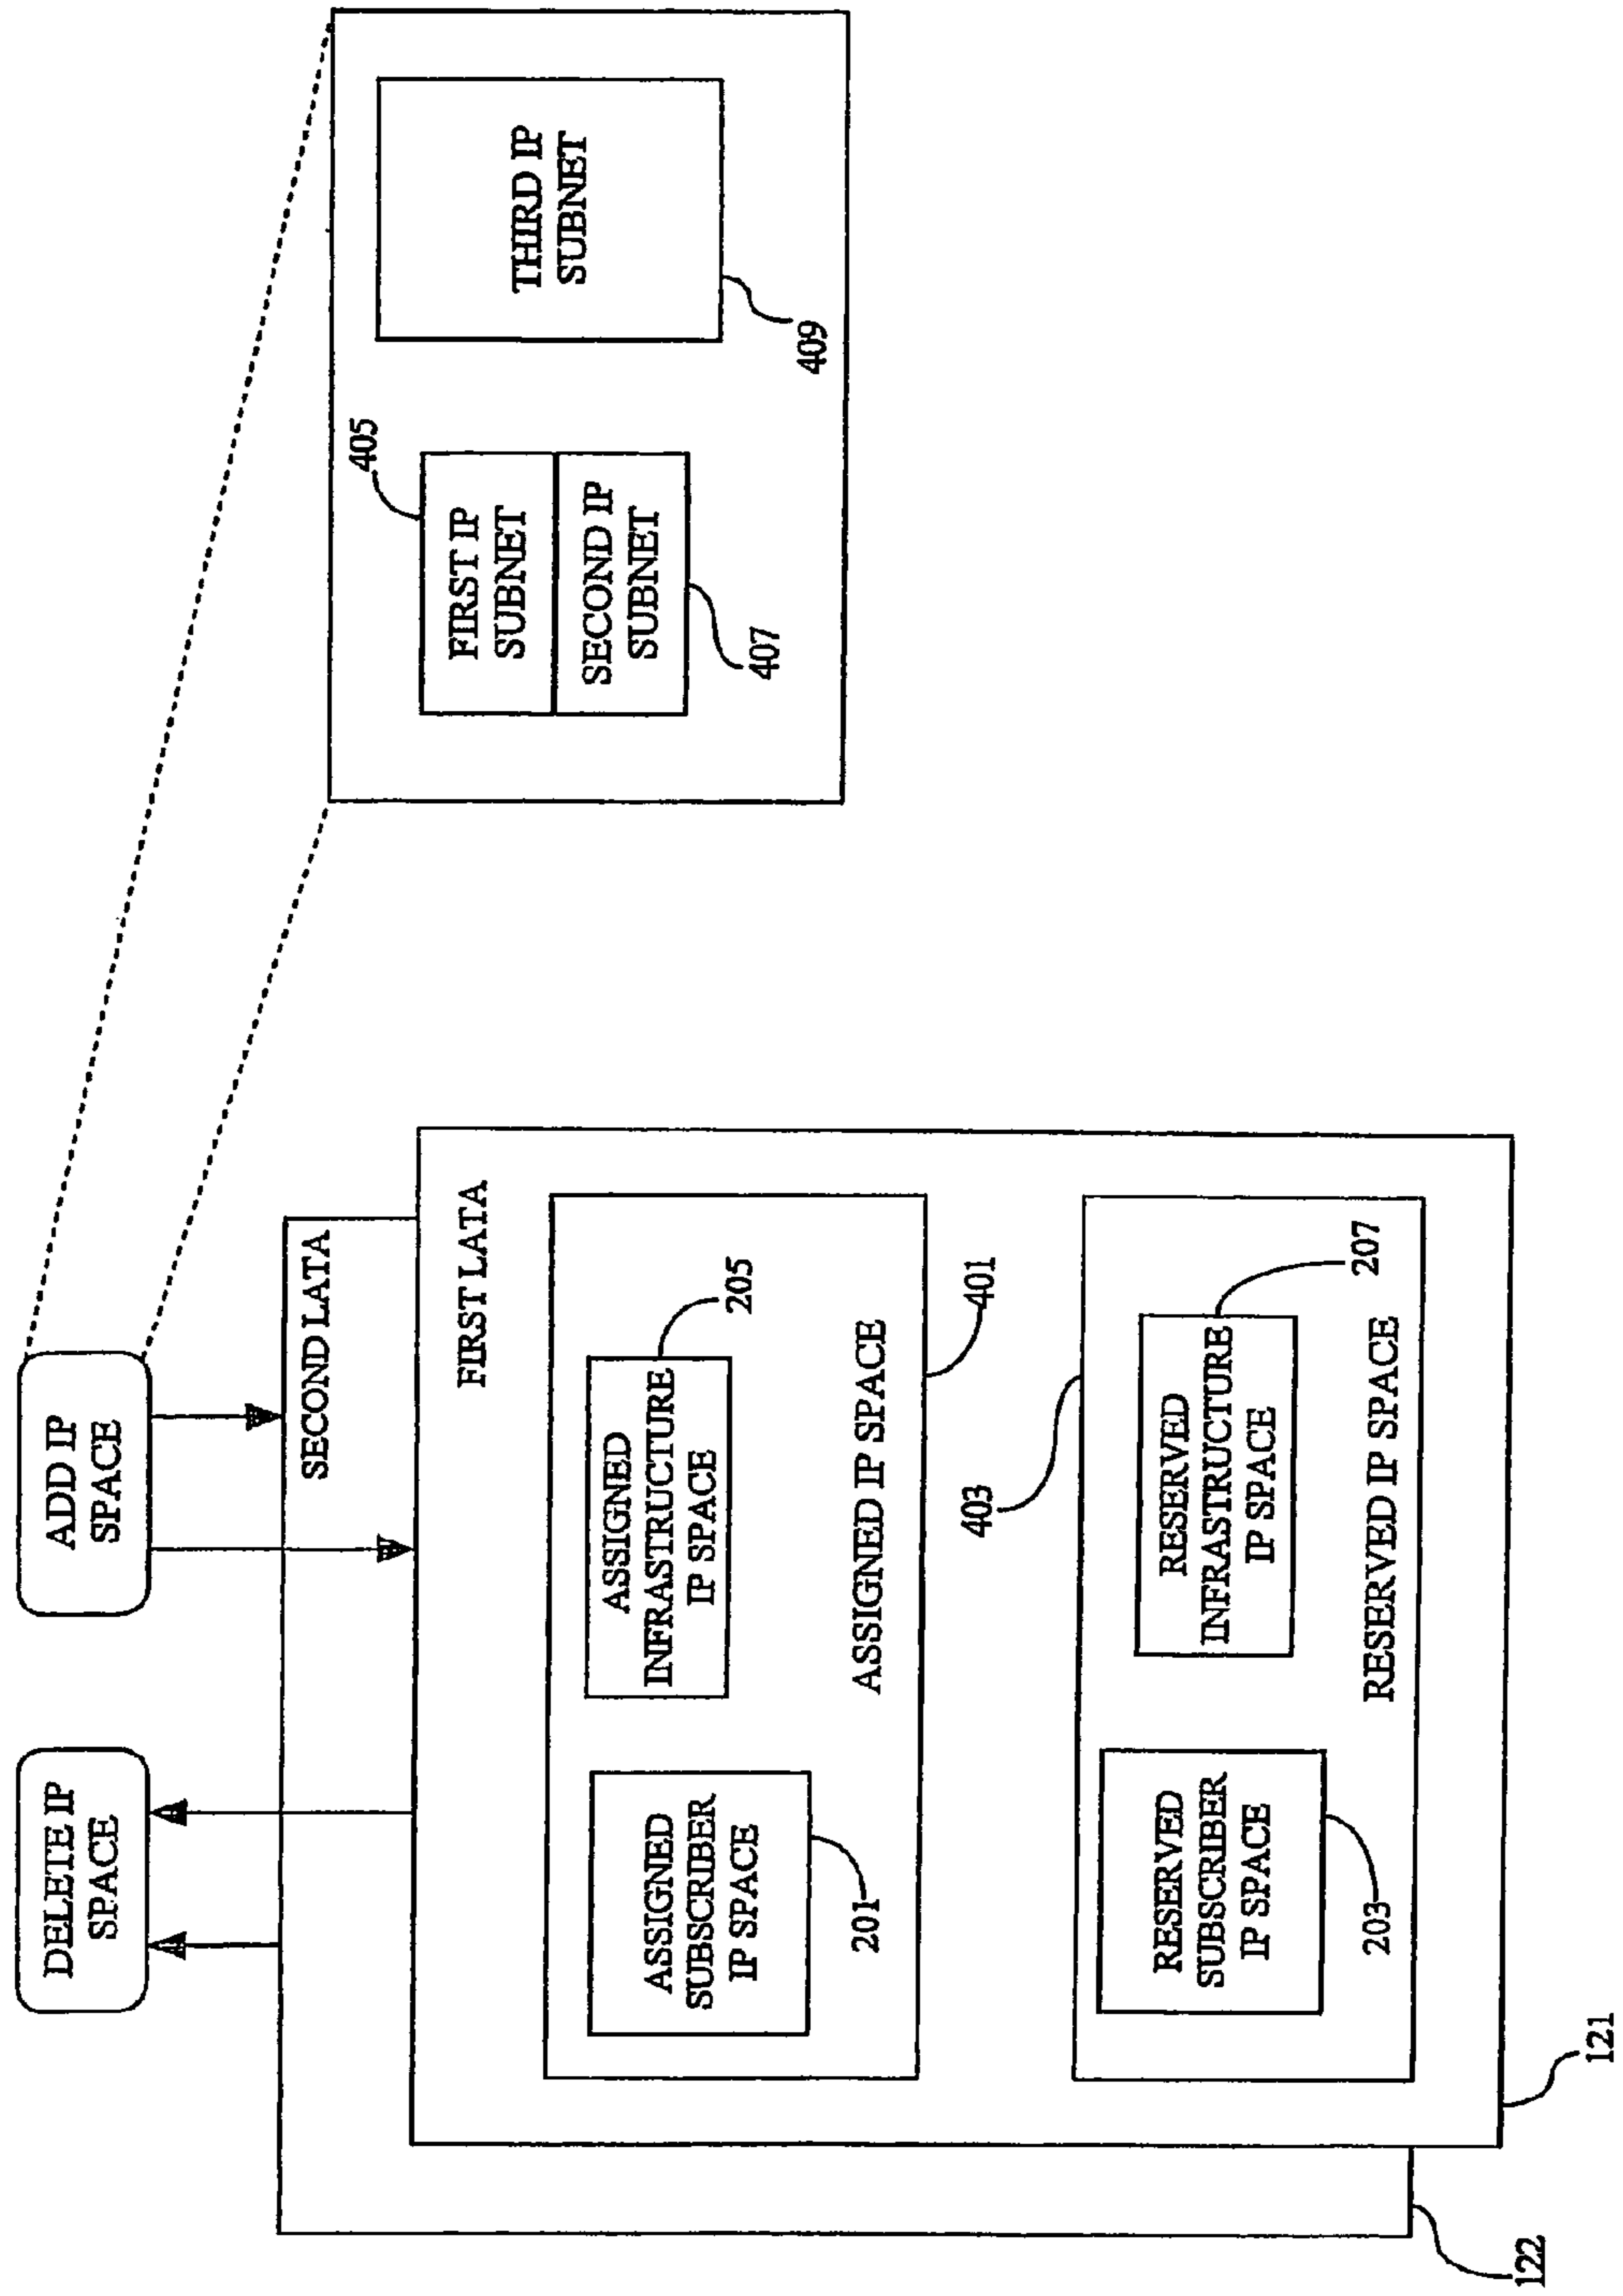 DELETE IP
SPACE
ADD IP
SPACE
SECOND LATA
FIRST LATA
ASSIGNED
SUBSCRIBER
IP SPACE
201
ASSIGNED
INFRASTRUCTURE
IP SPACE
205
ASSIGNED IP SPACE
401
403
RESERVED
SUBSCRIBER
IP SPACE
203
RESERVED
INFRASTRUCTURE
IP SPACE
207
RESERVED IP SPACE
121
122
FIRST IP
SUBNET
405
SECOND IP
SUBNET
407
THIRD IP
SUBNET
409